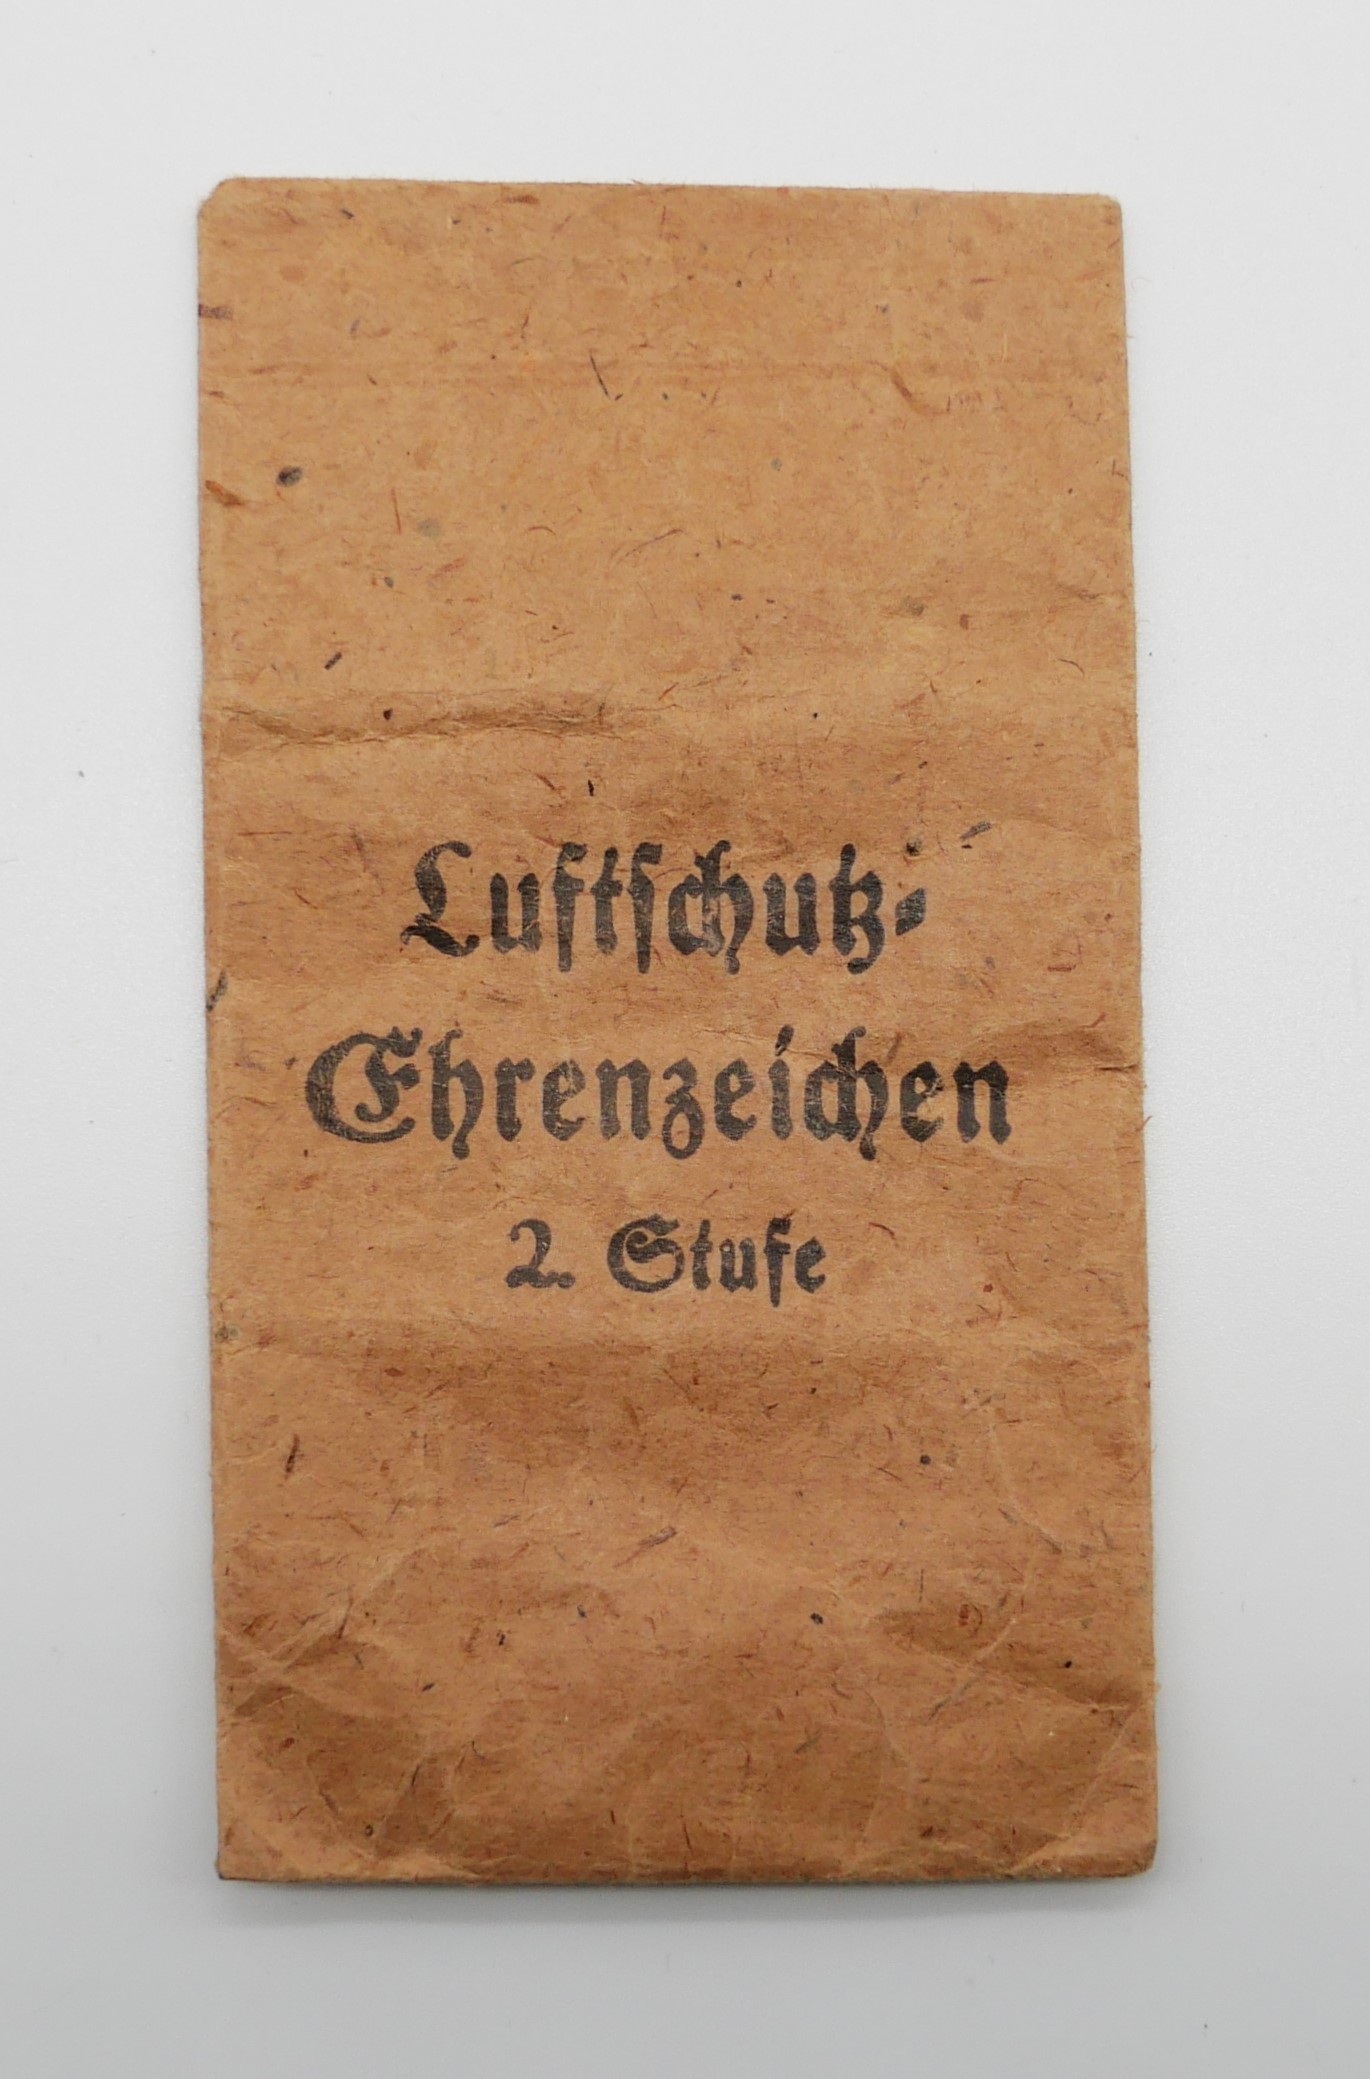 Luftschutz-
Ehrenzeichen
2. Stufe